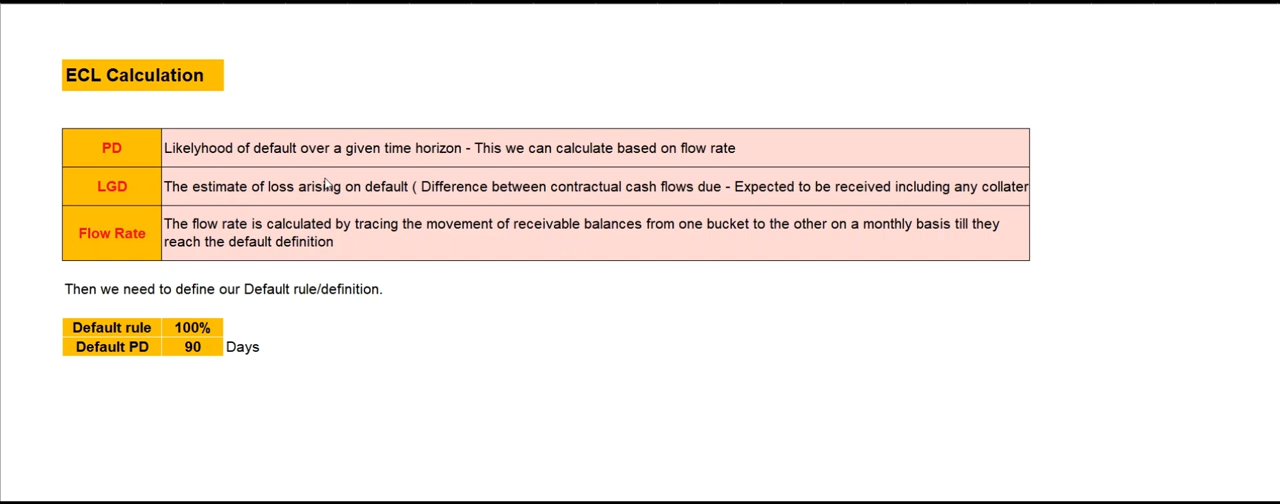 ECL Calculation
PD Likelyhood of default over a given time horizon - This we can calculate based on flow rate
LGD The estimate of loss arising on default ( Difference between contractual cash flows due - Expected to be received including any collater
Flow Rate The flow rate is calculated by tracing the movement of receivable balances from one bucket to the other on a monthly basis till they
reach the default definition
Then we need to define our Default rule/definition.
Default rule 100%
Default PD 90 Days